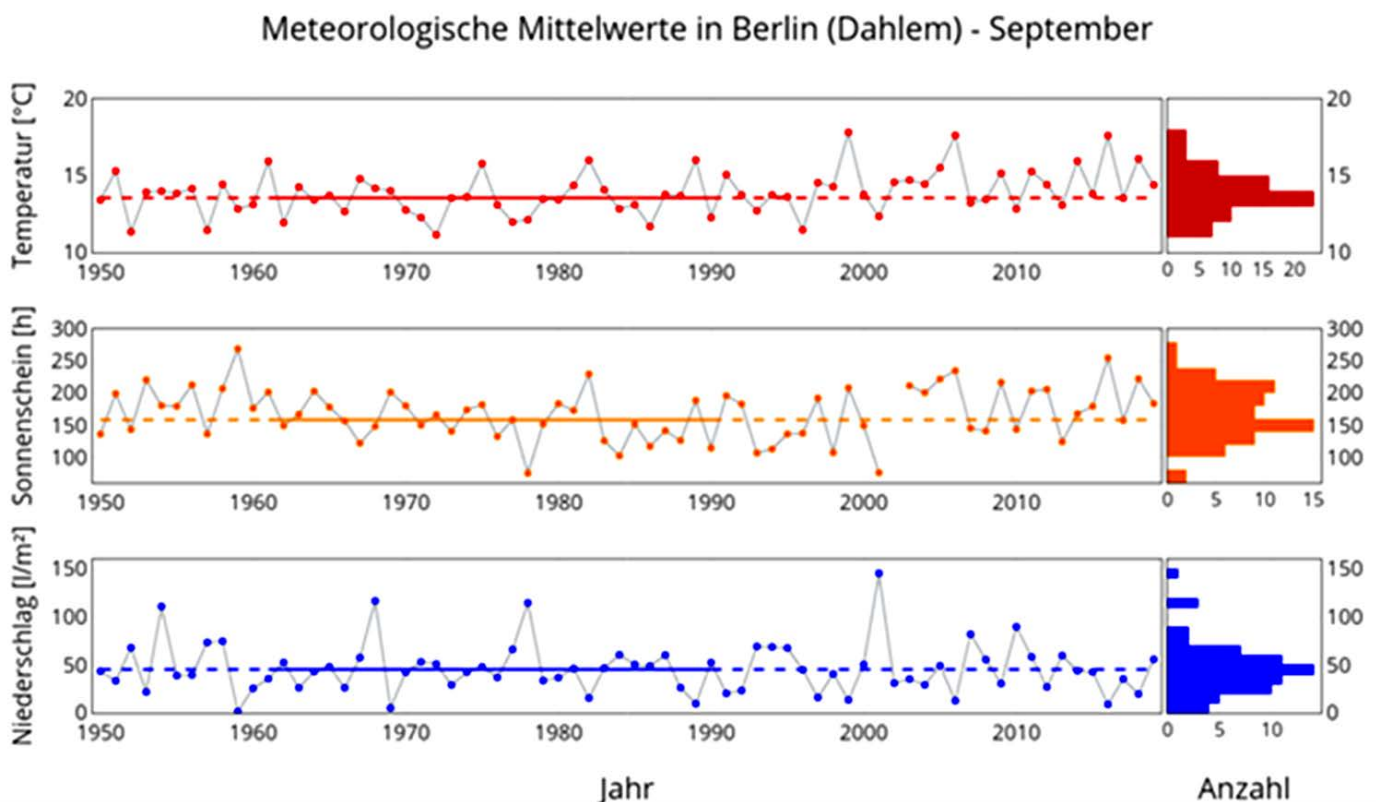 Meteorologische Mittelwerte in Berlin (Dahlem) - September
Temperatur [°C]
20
15
10
1950 1960 1970 1980 1990 2000 2010
20
15
10
0 5 10 15 20
Sonnenschein [h]
300
250
200
150
100
1950 1960 1970 1980 1990 2000 2010
300
250
200
150
100
0 5 10 15
Niederschlag [l/m²]
150
100
50
0
1950 1960 1970 1980 1990 2000 2010
150
100
50
0
0 5 10
Jahr
Anzahl